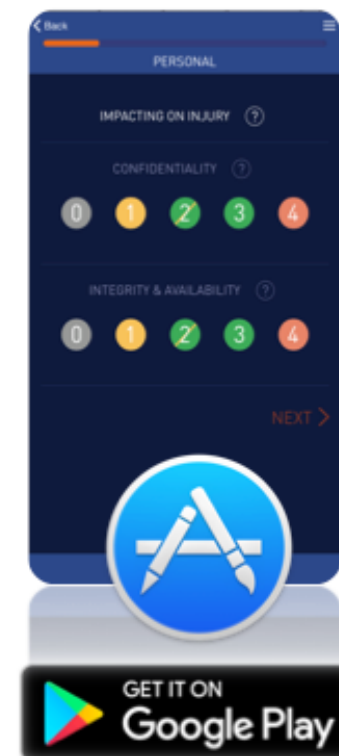 Back
PERSONAL
IMPACTING ON INJURY ?
CONFIDENTIALITY ?
0 1 2 3 4
INTEGRITY & AVAILABILITY ?
0 1 2 3 4
NEXT
GET IT ON
Google Play